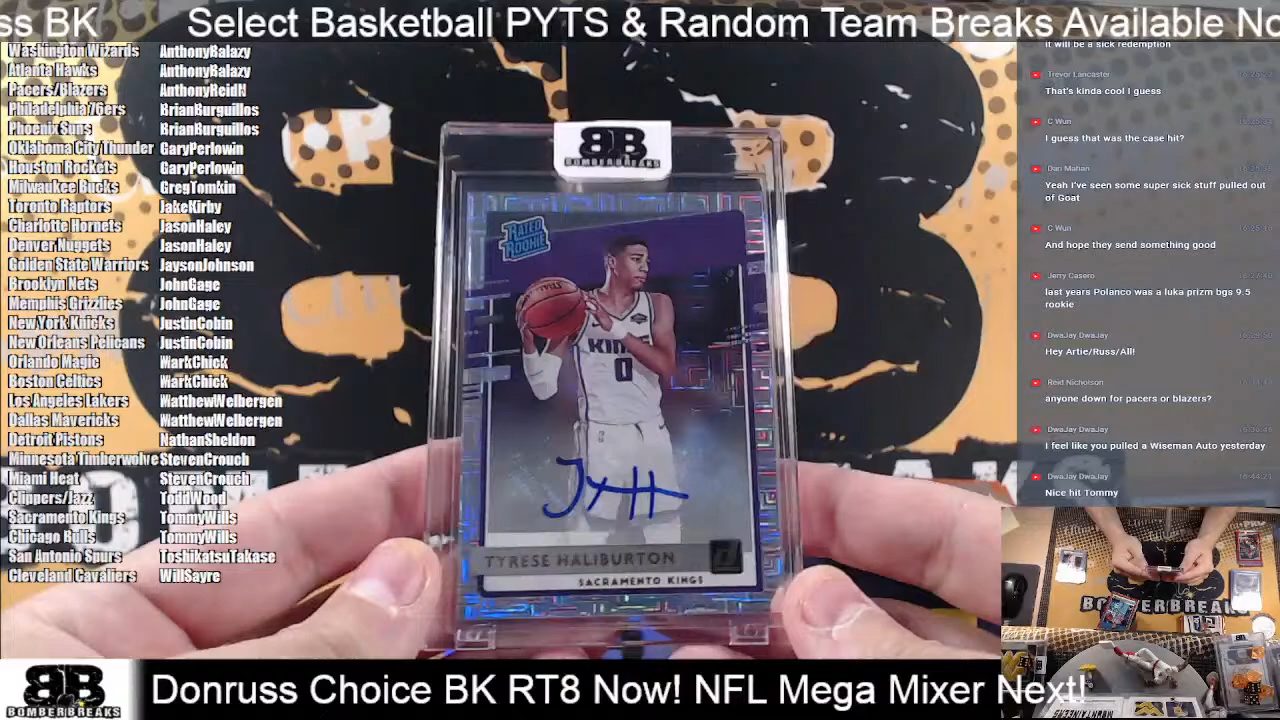 ss BK Select Basketball PYTS & Random Team Breaks Available No
Washington Wizards AnthonyBalazy
Atlanta Hawks AnthonyBalazy
Pacers/Blazers AnthonyReidN
Philadelphia 76ers BrianBurguillos
Phoenix Suns BrianBurguillos
Oklahoma City Thunder GaryPerlowin
Houston Rockets GaryPerlowin
Milwaukee Bucks GregTomkin
Toronto Raptors JakeKirby
Charlotte Hornets JasonHaley
Denver Nuggets JasonHaley
Golden State Warriors JaysonJohnson
Brooklyn Nets JohnGage
Memphis Grizzlies JohnGage
New York Knicks JustinCobin
New Orleans Pelicans JustinCobin
Orlando Magic WarkChick
Boston Celtics WarkChick
Los Angeles Lakers MatthewWelbergen
Dallas Mavericks MatthewWelbergen
Detroit Pistons NathanSheldon
Minnesota Timberwolve StevenCrouch
Miami Heat StevenCrouch
Clippers/Jazz ToddWood
Sacramento Kings TommyWills
Chicago Bulls TommyWills
San Antonio Spurs ToshikatsuTakase
Cleveland Cavaliers WillSayre
BB
BOMBERBREAKS
RATED
ROOKIE
KINGS
0
TYRESE HALIBURTON
SACRAMENTO KINGS
it will be a sick redemption
Trevor Lancaster
That's kinda cool I guess
C Wun
I guess that was the case hit?
Dan Mahan
Yeah I've seen some super sick stuff pulled out
of Goat
C Wun
And hope they send something good
Jerry Casero
last years Polanco was a luka prizm bgs 9.5
rookie
DwaJay DwaJay
Hey Artie/Russ/All!
Reid Nicholson
anyone down for pacers or blazers?
DwaJay DwaJay
I feel like you pulled a Wiseman Auto yesterday
DwaJay DwaJay 16:44:21
Nice hit Tommy
BOMBERBREAKS
BB
BOMBERBREAKS
Donruss Choice BK RT8 Now! NFL Mega Mixer Next!